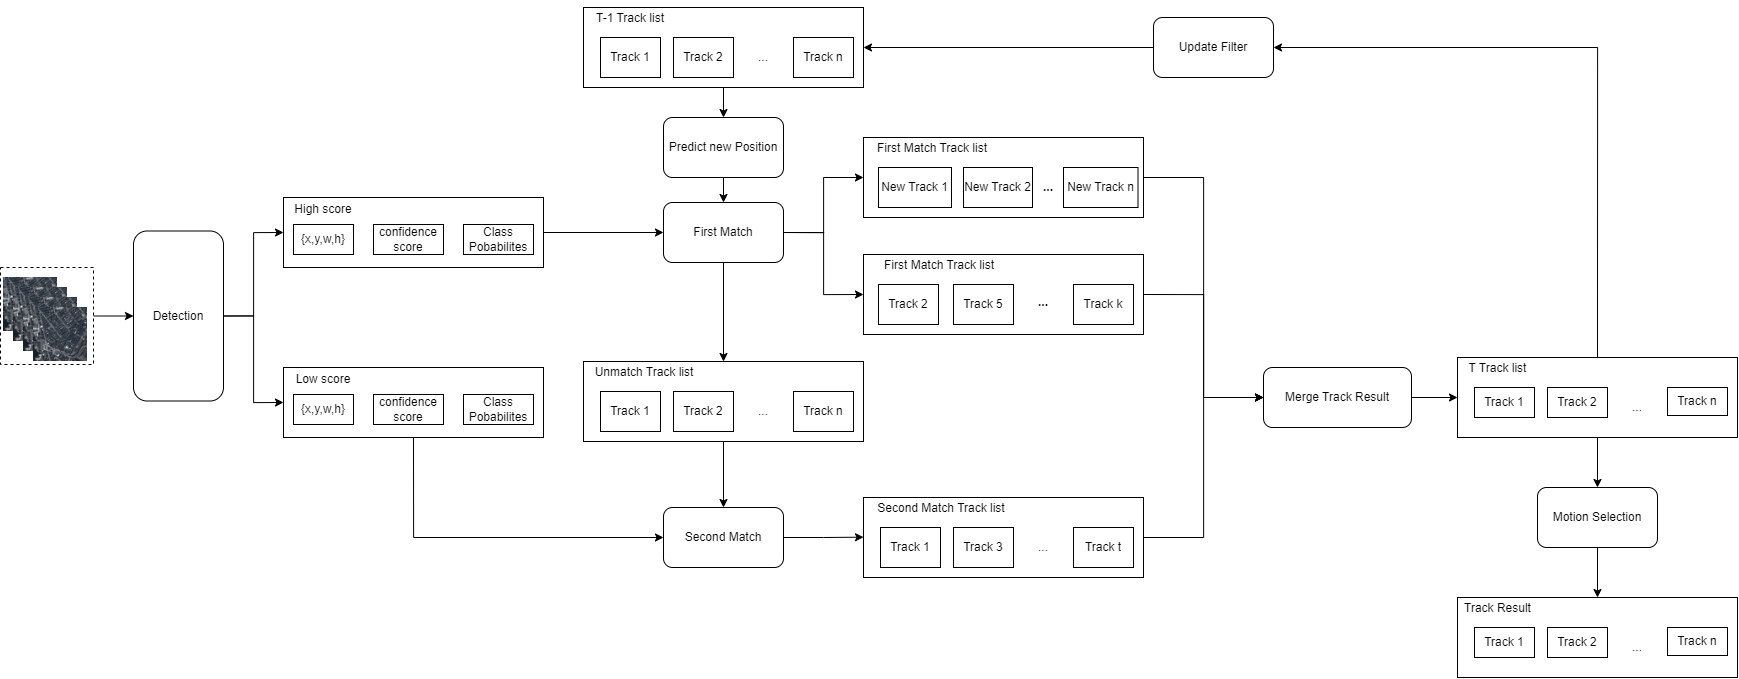 T-1 Track list
Track 1
Track 2
...
Track n
Update Filter
Predict new Position
First Match Track list
New Track 1
New Track 2
...
New Track n
High score
{x,y,w,h}
confidence
score
Class
Pobabilites
First Match
First Match Track list
Track 2
Track 5
...
Track k
Detection
Low score
{x,y,w,h}
confidence
score
Class
Pobabilites
Unmatch Track list
Track 1
Track 2
...
Track n
Merge Track Result
T Track list
Track 1
Track 2
...
Track n
Second Match
Second Match Track list
Track 1
Track 3
...
Track t
Motion Selection
Track Result
Track 1
Track 2
...
Track n